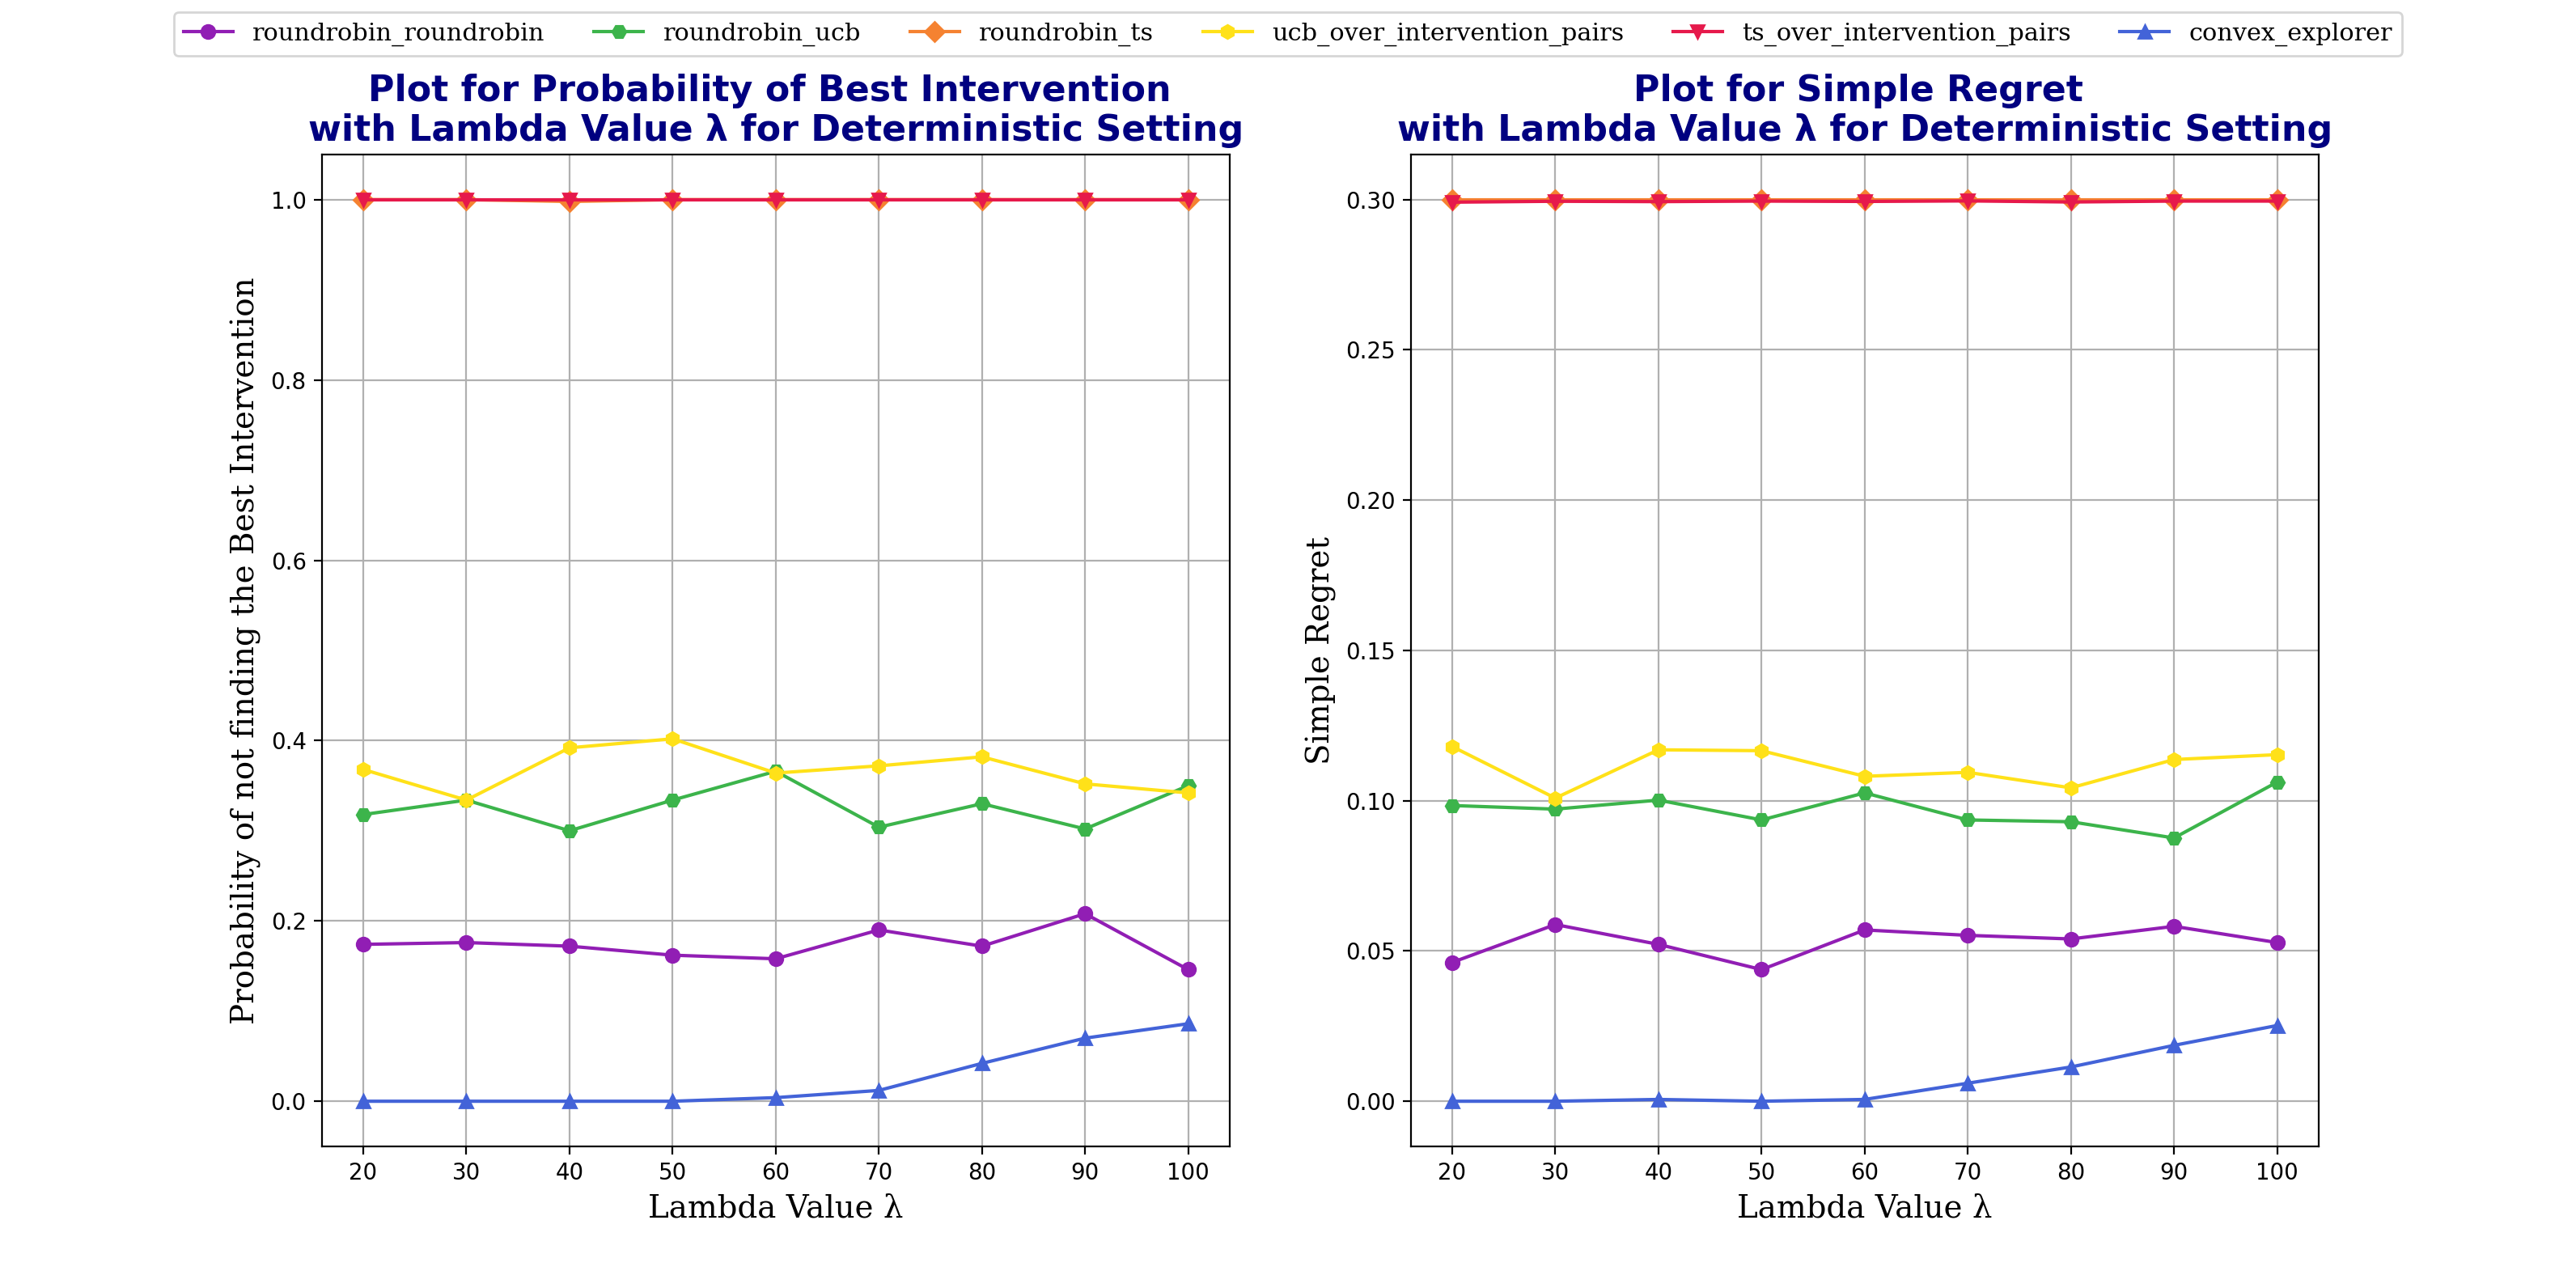 roundrobin_roundrobin roundrobin_ucb roundrobin_ts ucb_over_intervention_pairs ts_over_intervention_pairs convex_explorer
Plot for Probability of Best Intervention
with Lambda Value λ for Deterministic Setting
Probability of not finding the Best Intervention
1.0
0.8
0.6
0.4
0.2
0.0
20 30 40 50 60 70 80 90 100
Lambda Value λ
Plot for Simple Regret
with Lambda Value λ for Deterministic Setting
Simple Regret
0.30
0.25
0.20
0.15
0.10
0.05
0.00
20 30 40 50 60 70 80 90 100
Lambda Value λ